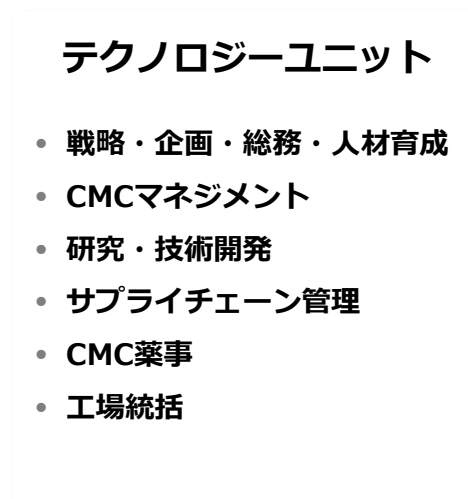 テクノロジーユニット
• 戦略・企画・総務・人材育成
• CMCマネジメント
• 研究・技術開発
• サプライチェーン管理
• CMC薬事
• 工場統括